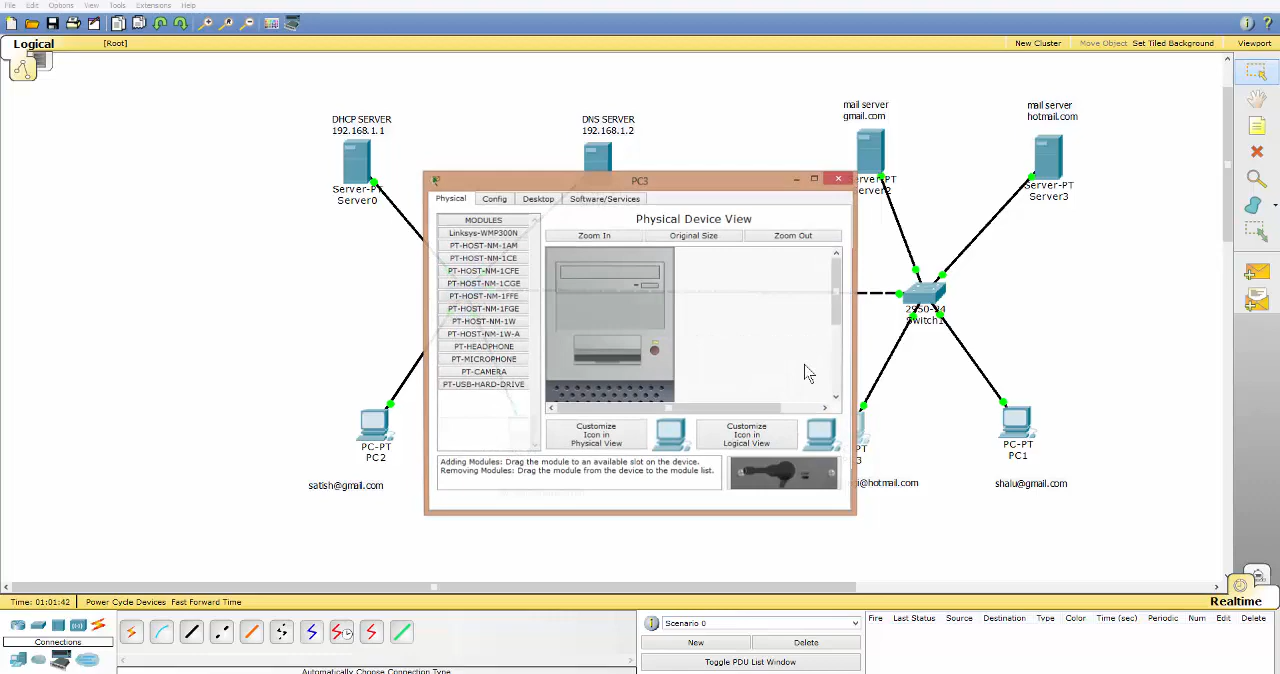 File Edit Options View Tools Extensions Help
Logical [Root] New Cluster Move Object Set Tiled Background Viewport
mail server
gmail.com
mail server
hotmail.com
DHCP SERVER
192.168.1.1
DNS SERVER
192.168.1.2
Server-PT
Server0
Server-PT
Server3
PC3
Physical Config Desktop Software/Services
MODULES
Linksys-WMP300N
PT-HOST-NM-1AM
PT-HOST-NM-1CE
PT-HOST-NM-1CFE
PT-HOST-NM-1CGE
PT-HOST-NM-1FFE
PT-HOST-NM-1FGE
PT-HOST-NM-1W
PT-HOST-NM-1W-A
PT-HEADPHONE
PT-MICROPHONE
PT-CAMERA
PT-USB-HARD-DRIVE
Physical Device View
Zoom In Original Size Zoom Out
Customize
Icon in
Physical View
Customize
Icon in
Logical View
Adding Modules: Drag the module to an available slot on the device.
Removing Modules: Drag the module from the device to the module list.
2950-24
Switch1
PC-PT
PC2
satish@gmail.com
PC-PT
PC1
shalu@gmail.com
@hotmail.com
Time: 01:01:42 Power Cycle Devices Fast Forward Time Realtime
Connections
Automatically Choose Connection Type
Scenario 0
New Delete
Toggle PDU List Window
Fire Last Status Source Destination Type Color Time (sec) Periodic Num Edit Delete